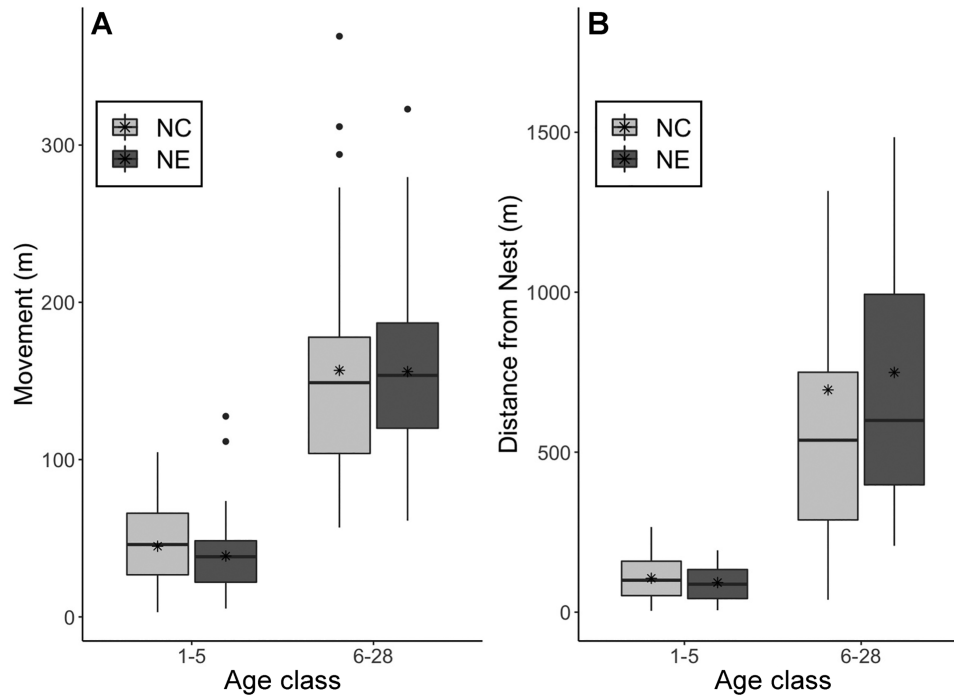 A
NC
NE
Movement (m)
300
200
100
0
1-5
6-28
Age class
B
NC
NE
Distance from Nest (m)
1500
1000
500
0
1-5
6-28
Age class